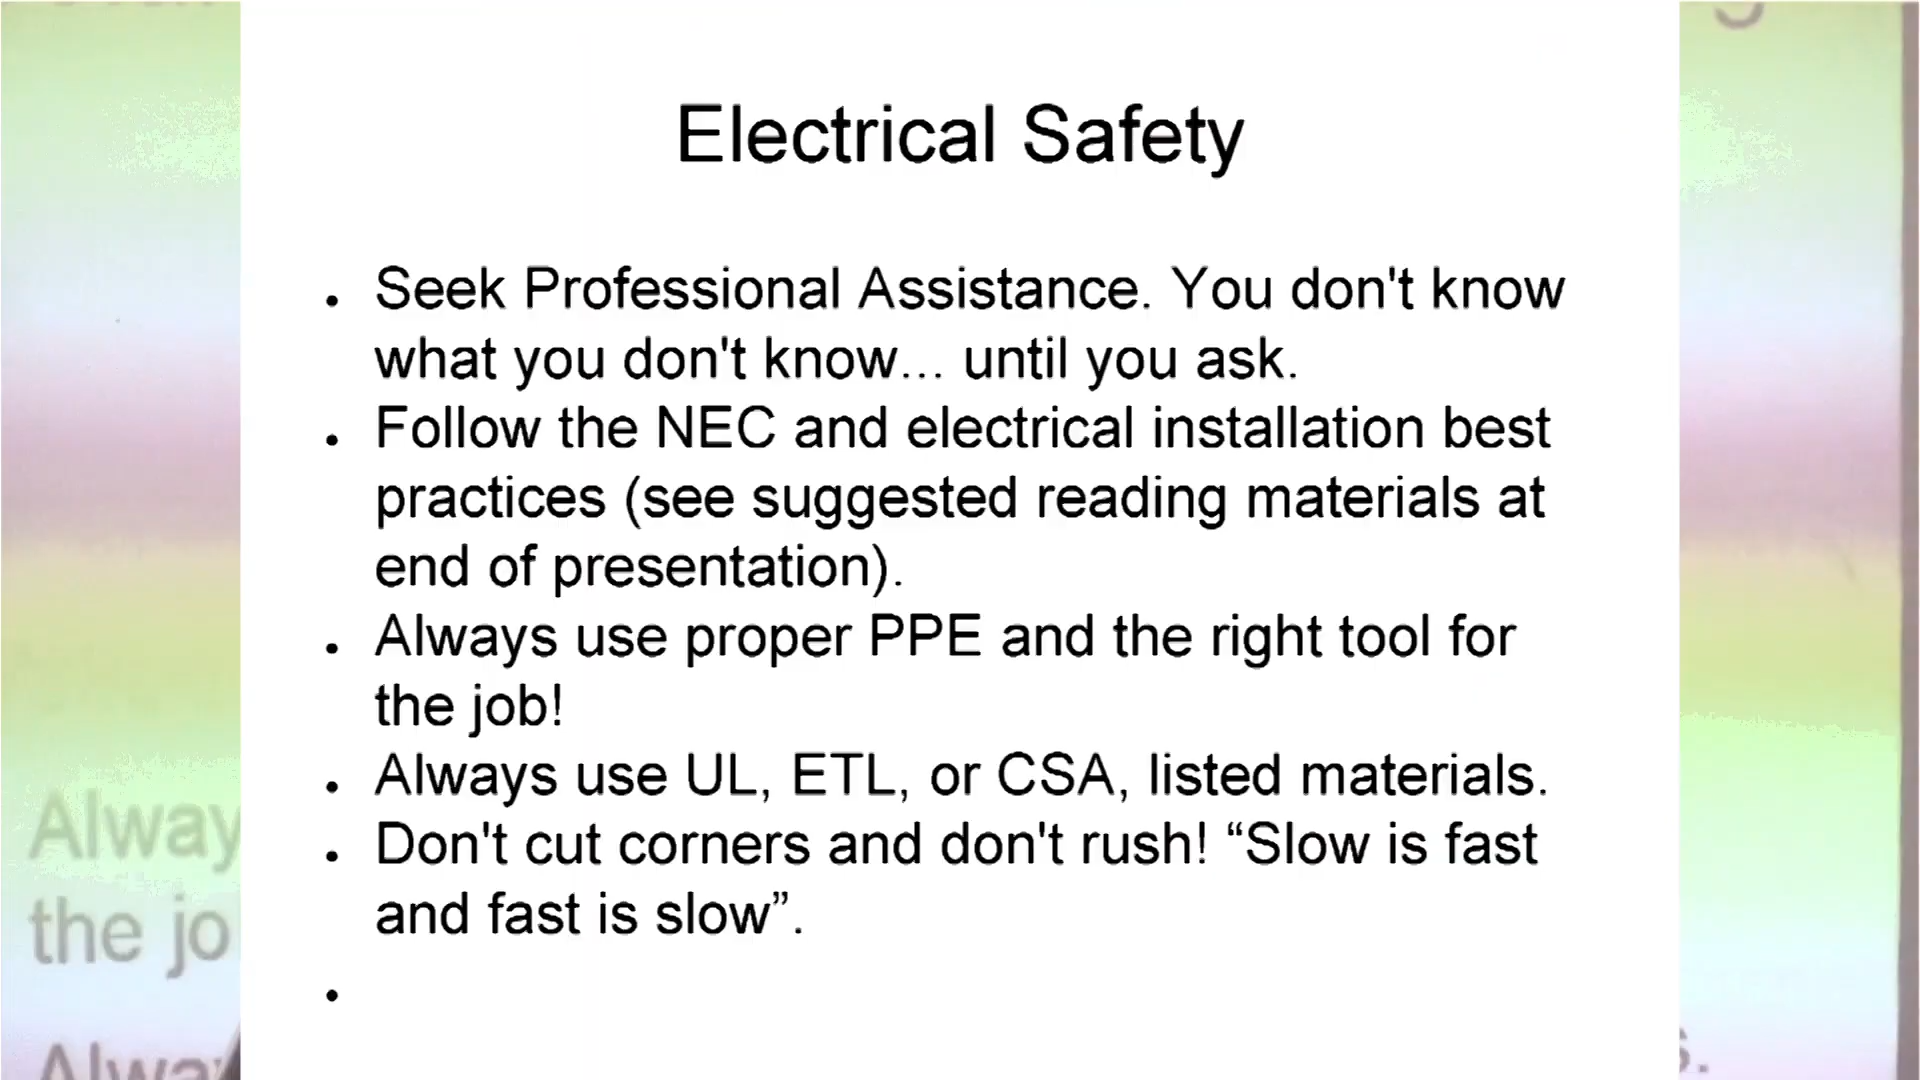 Electrical Safety
• Seek Professional Assistance. You don't know
what you don't know... until you ask.
• Follow the NEC and electrical installation best
practices (see suggested reading materials at
end of presentation).
• Always use proper PPE and the right tool for
the job!
• Always use UL, ETL, or CSA, listed materials.
• Don't cut corners and don't rush! “Slow is fast
and fast is slow”.
•
Alway
the jo
Alwa
s.